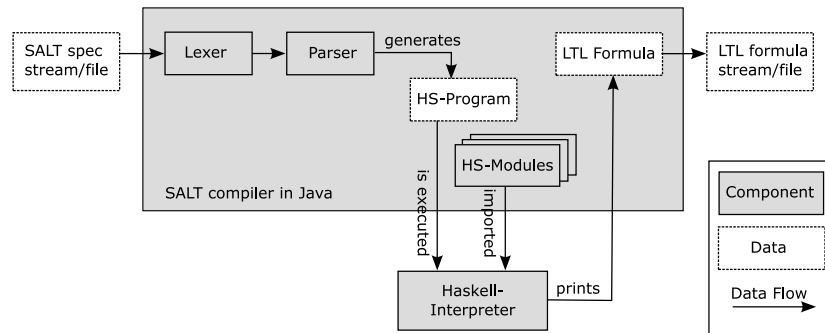 SALT spec
stream/file
Lexer
Parser
generates
HS-Program
LTL Formula
LTL formula
stream/file
HS-Modules
SALT compiler in Java
is executed
imported
Haskell-
Interpreter
prints
Component
Data
Data Flow